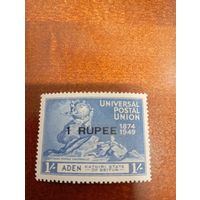 UNIVERSAL
POSTAL
UNION
1874
1949
1 RUPEE
1/-
ADEN
KATHIRI STATE
OF SEIYUN
1/-